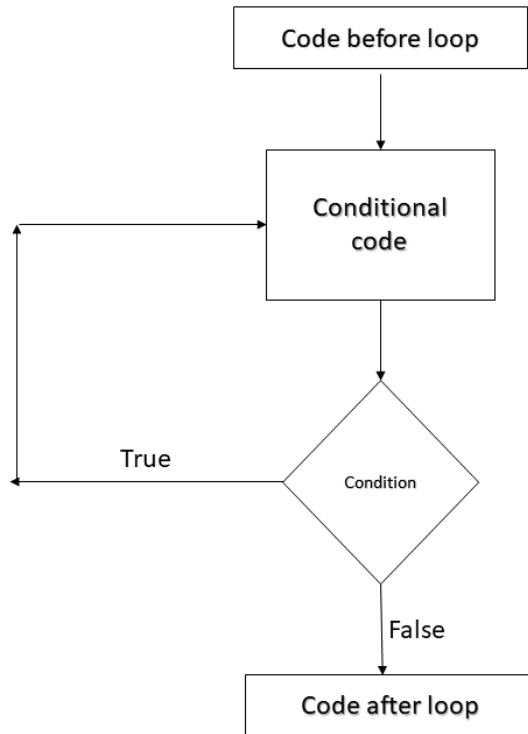 Code before loop
Conditional
code
True
Condition
False
Code after loop